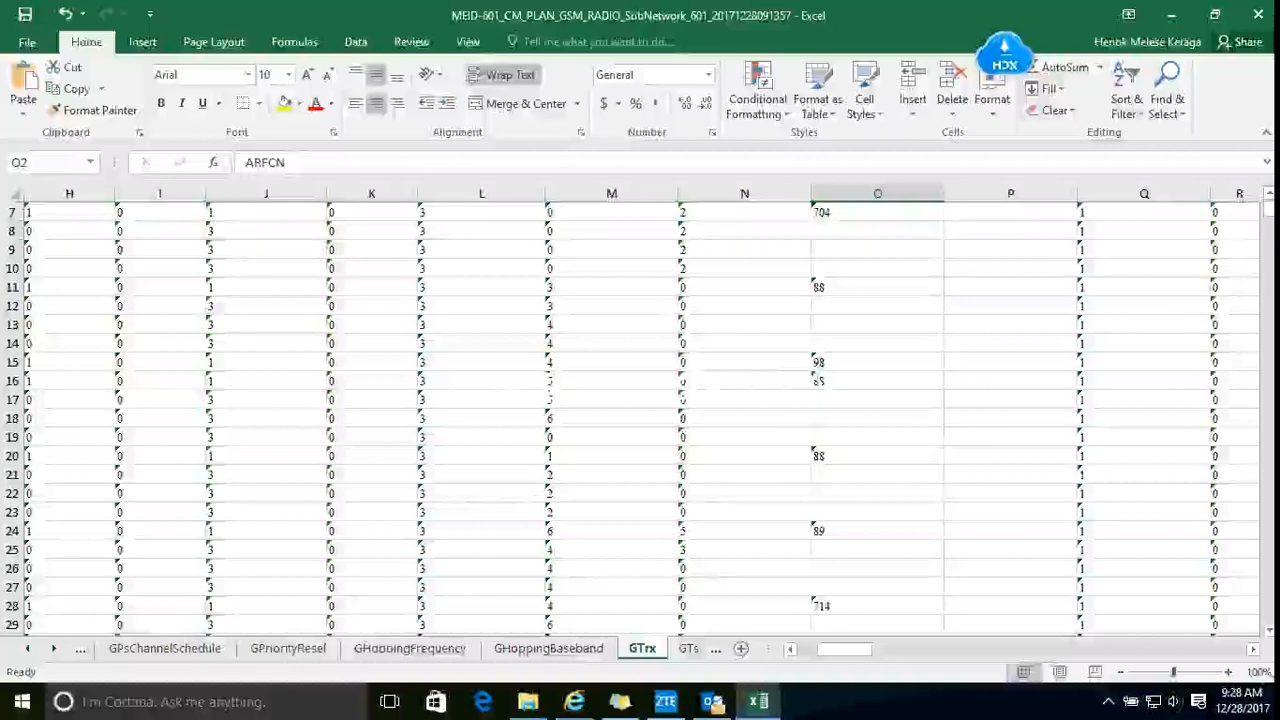 MEID-601_CM_PLAN_GSM_RADIO_SubNetwork_601_20171228091357 - Excel
File Home Insert Page Layout Formulas Data Review View Tell me what you want to do... Henok Melese Keraga Share
HDX
Paste Cut Copy Format Painter Clipboard
Arial 10 B I U Font
Wrap Text Merge & Center Alignment
General $ % Number
Conditional Formatting Format as Table Cell Styles Styles
Insert Delete Format Cells
AutoSum Fill Clear Sort & Filter Find & Select Editing
O2 fx ARFCN
H I J K L M N O P Q R
7 1 0 1 0 3 0 2 704 1 0
8 0 0 3 0 3 0 2 1 0
9 0 0 3 0 3 0 2 1 0
10 0 0 3 0 3 0 2 1 0
11 1 0 1 0 3 3 0 88 1 0
12 0 0 3 0 3 3 0 1 0
13 0 0 3 0 3 4 0 1 0
14 0 0 3 0 3 4 0 1 0
15 1 0 1 0 3 4 0 98 1 0
16 1 0 1 0 3 1 0
17 0 0 3 0 3 1 0
18 0 0 3 0 3 6 0 1 0
19 0 0 3 0 3 0 0 1 0
20 1 0 1 0 3 1 0 88 1 0
21 0 0 3 0 3 2 0 1 0
22 0 0 3 0 3 2 0 1 0
23 0 0 3 0 3 2 0 1 0
24 1 0 1 0 3 6 5 89 1 0
25 0 0 3 0 3 4 3 1 0
26 0 0 3 0 3 4 0 1 0
27 0 0 3 0 3 4 0 1 0
28 1 0 1 0 3 4 0 714 1 0
29 0 0 3 0 3 6 0 1 0
... GPsChannelSchedule GPriorityResel GHoppingFrequency GHoppingBaseband GTrx GTs ...
Ready 100%
I'm Cortana. Ask me anything. ZTE 9:28 AM
12/28/2017